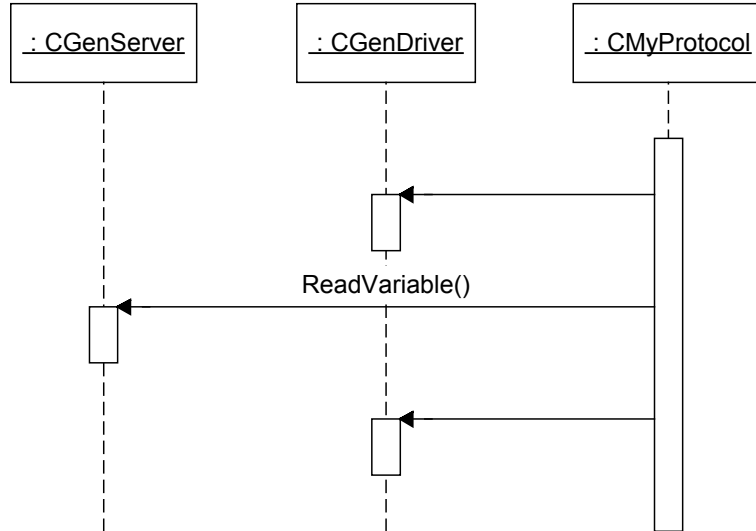 : CGenServer
: CGenDriver
: CMyProtocol
ReadVariable()